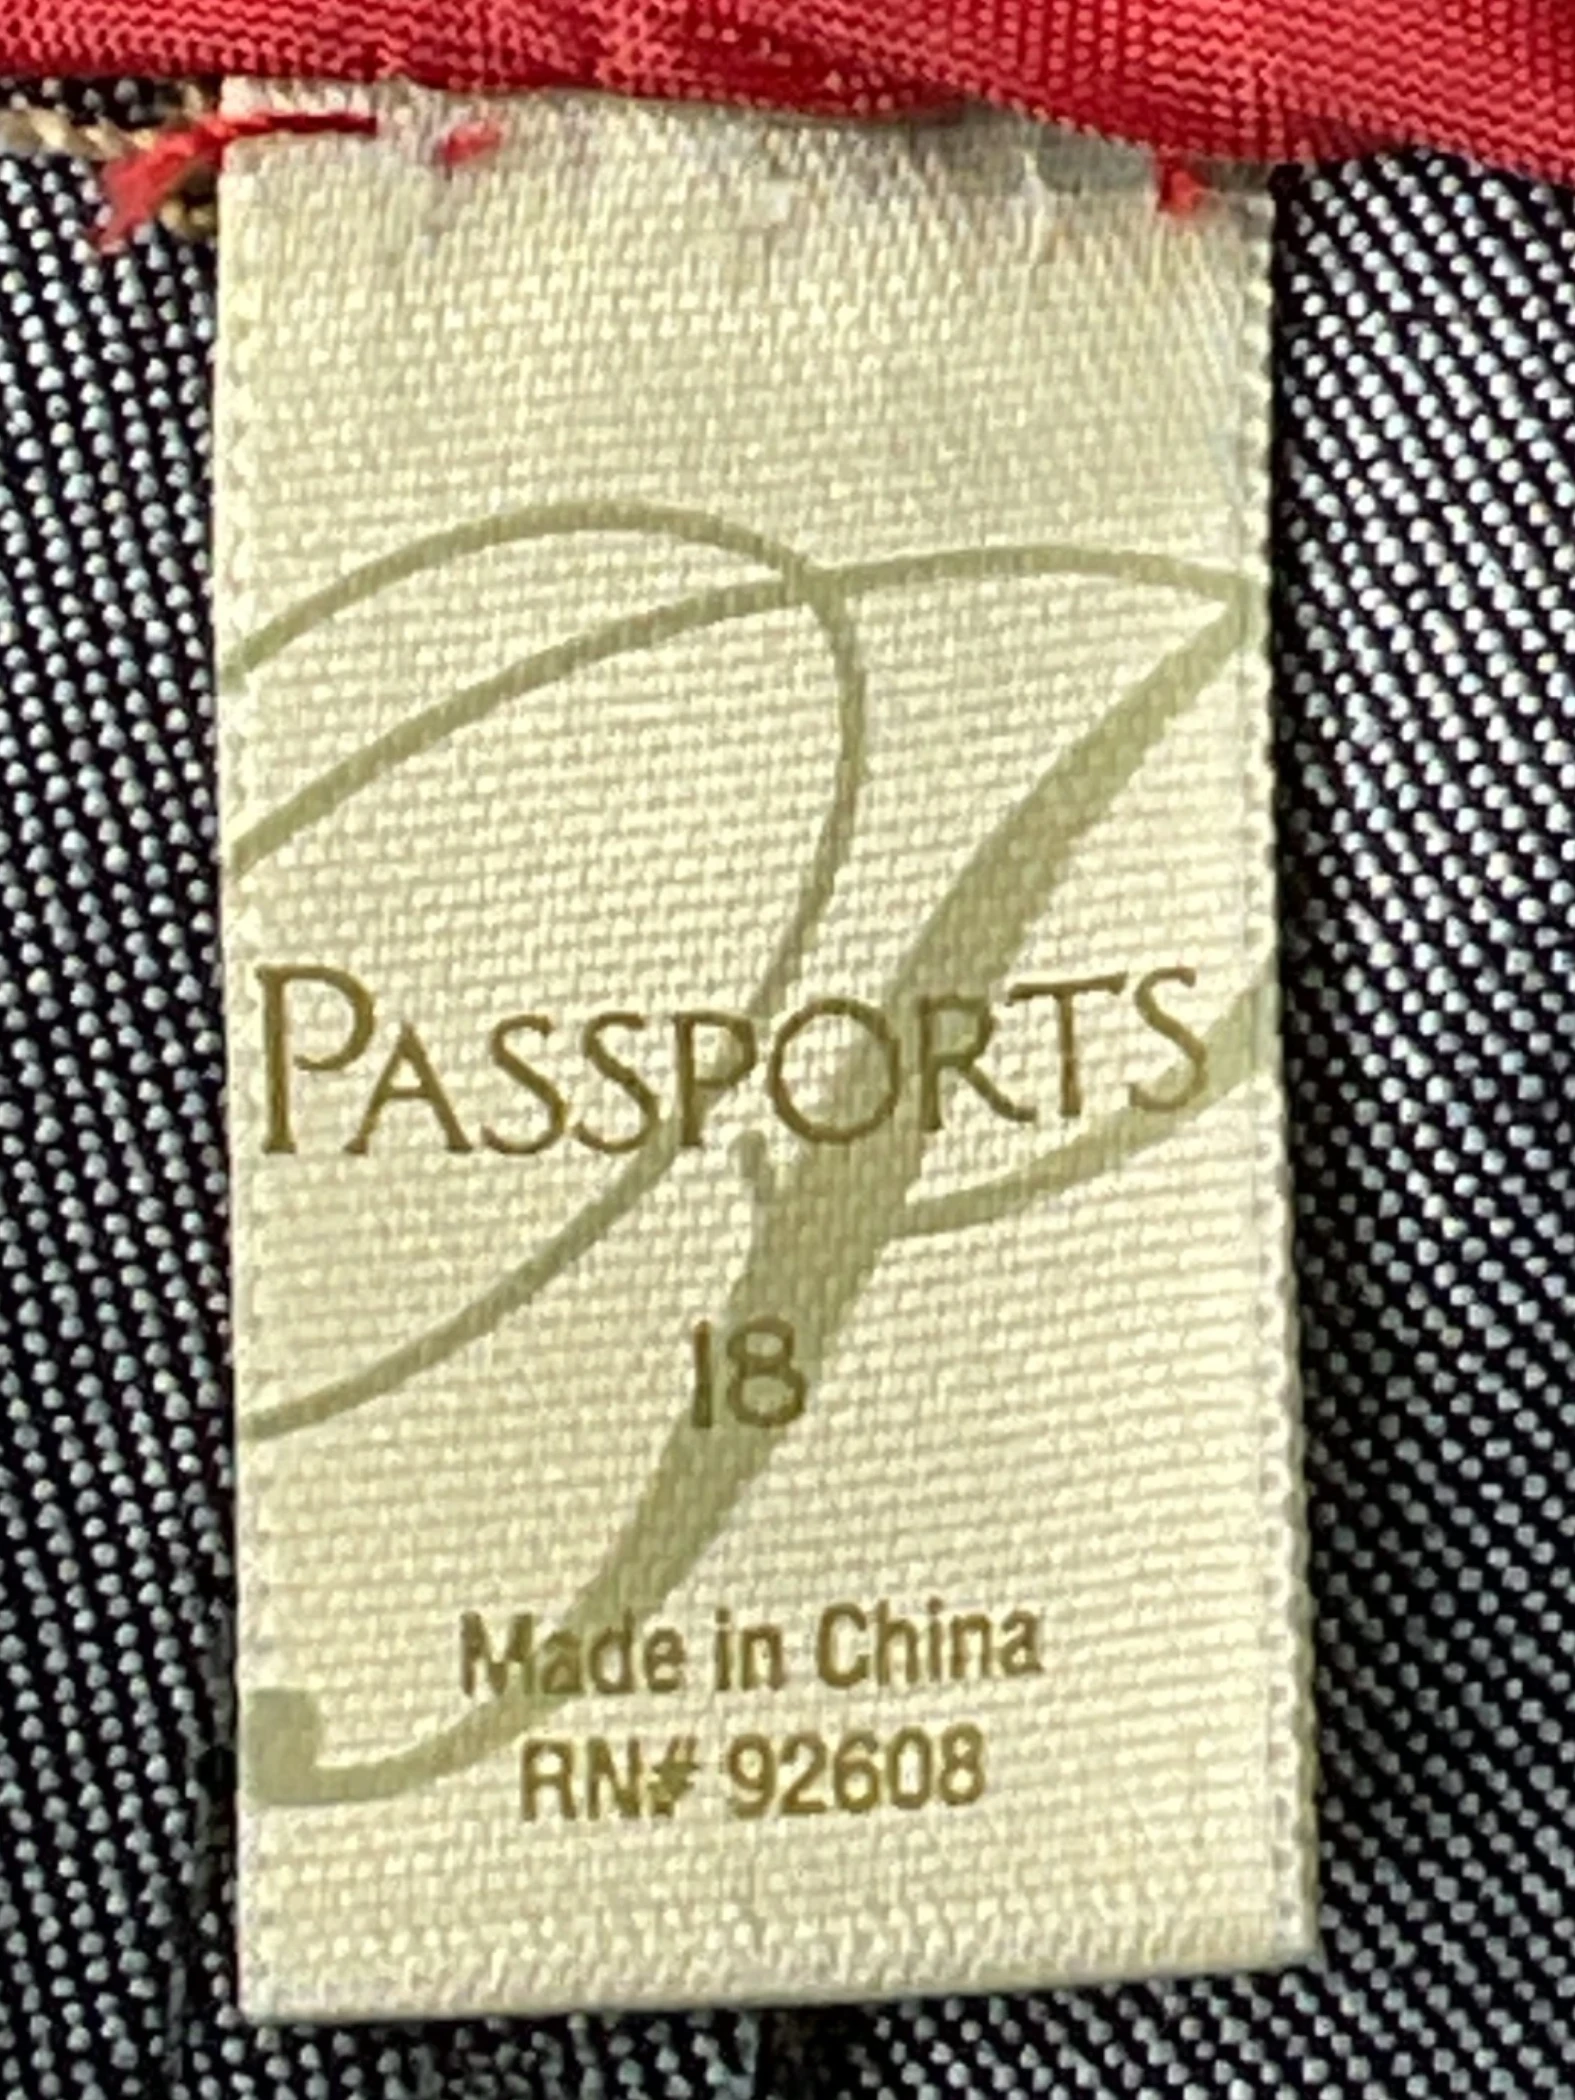 PASSPORTS
18
Made in China
RN# 92608